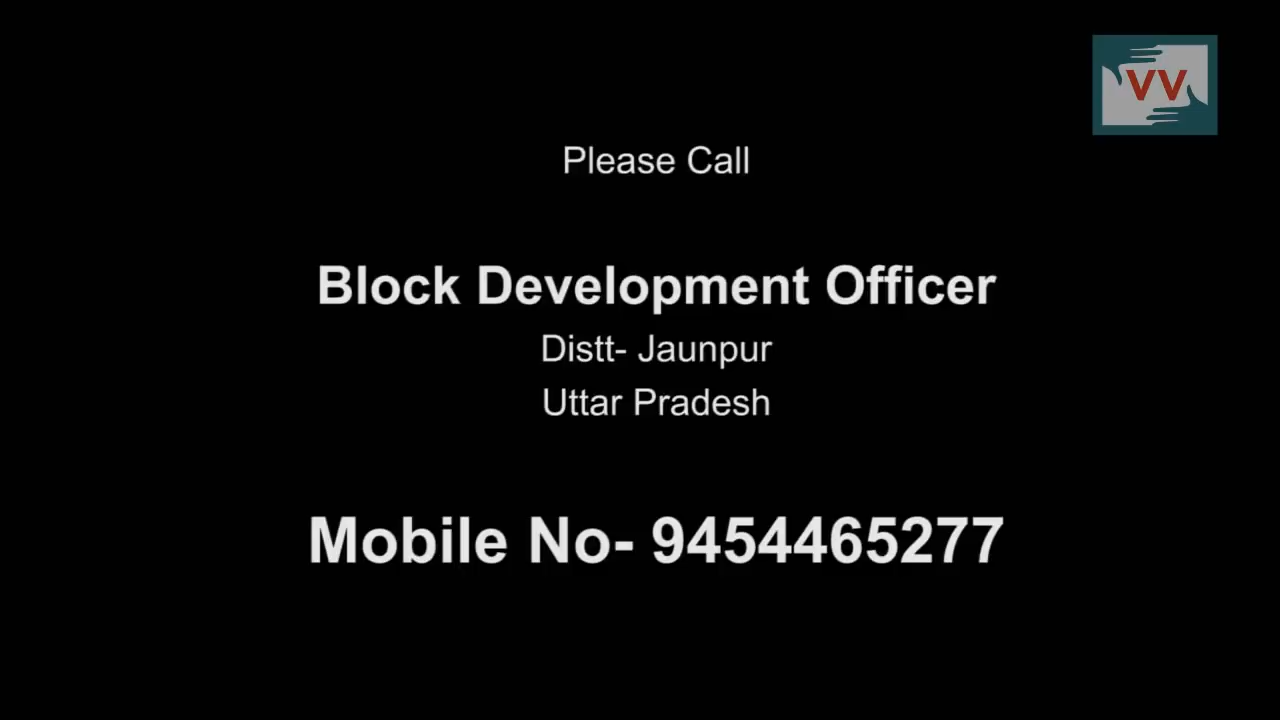 VV
Please Call
Block Development Officer
Distt- Jaunpur
Uttar Pradesh
Mobile No- 9454465277